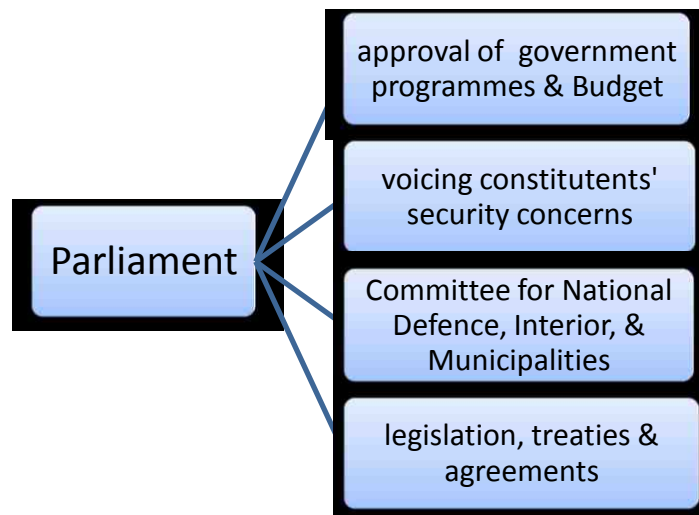 Parliament
approval of government
programmes & Budget
voicing constitutents'
security concerns
Committee for National
Defence, Interior, &
Municipalities
legislation, treaties &
agreements